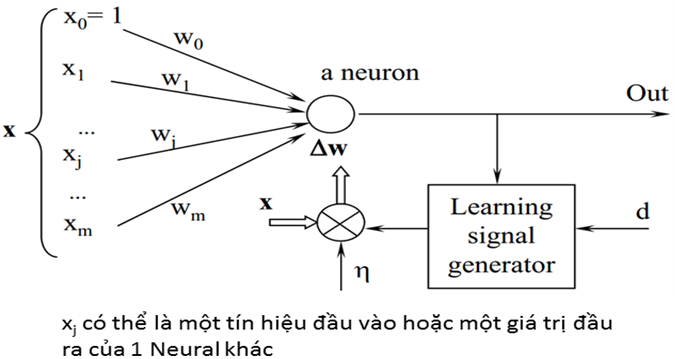 x0= 1
w0
x1
w1
a neuron
Out
x
...
wj
xj
Δw
...
x
wm
xm
Learning
signal
generator
d
η
xj có thể là một tín hiệu đầu vào hoặc một giá trị đầu
ra của 1 Neural khác